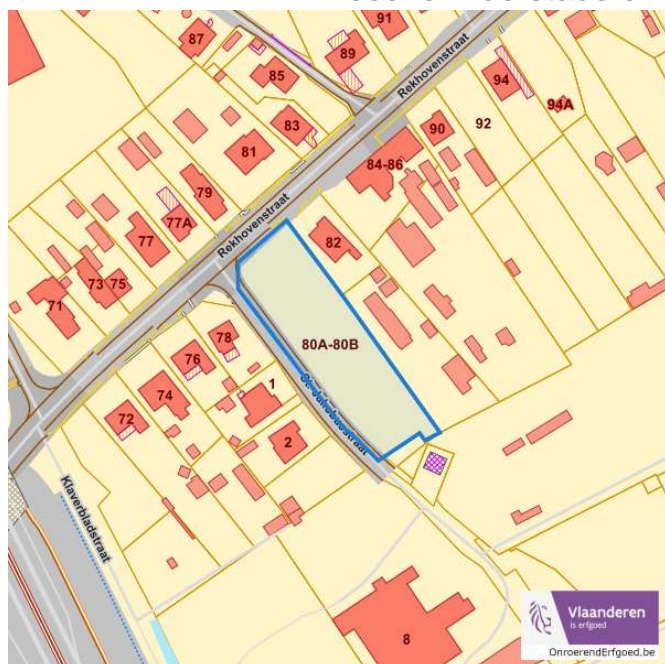 87
91
89
Rekhovenstraat
94
94A
85
92
83
90
81
84-86
79
Rekhovenstraat
77A
77
82
73
75
71
80A-80B
78
76
1
74
72
2
Klaverbladstraat
8
Vlaanderen
is erfgoed
OnroerendErfgoed.be